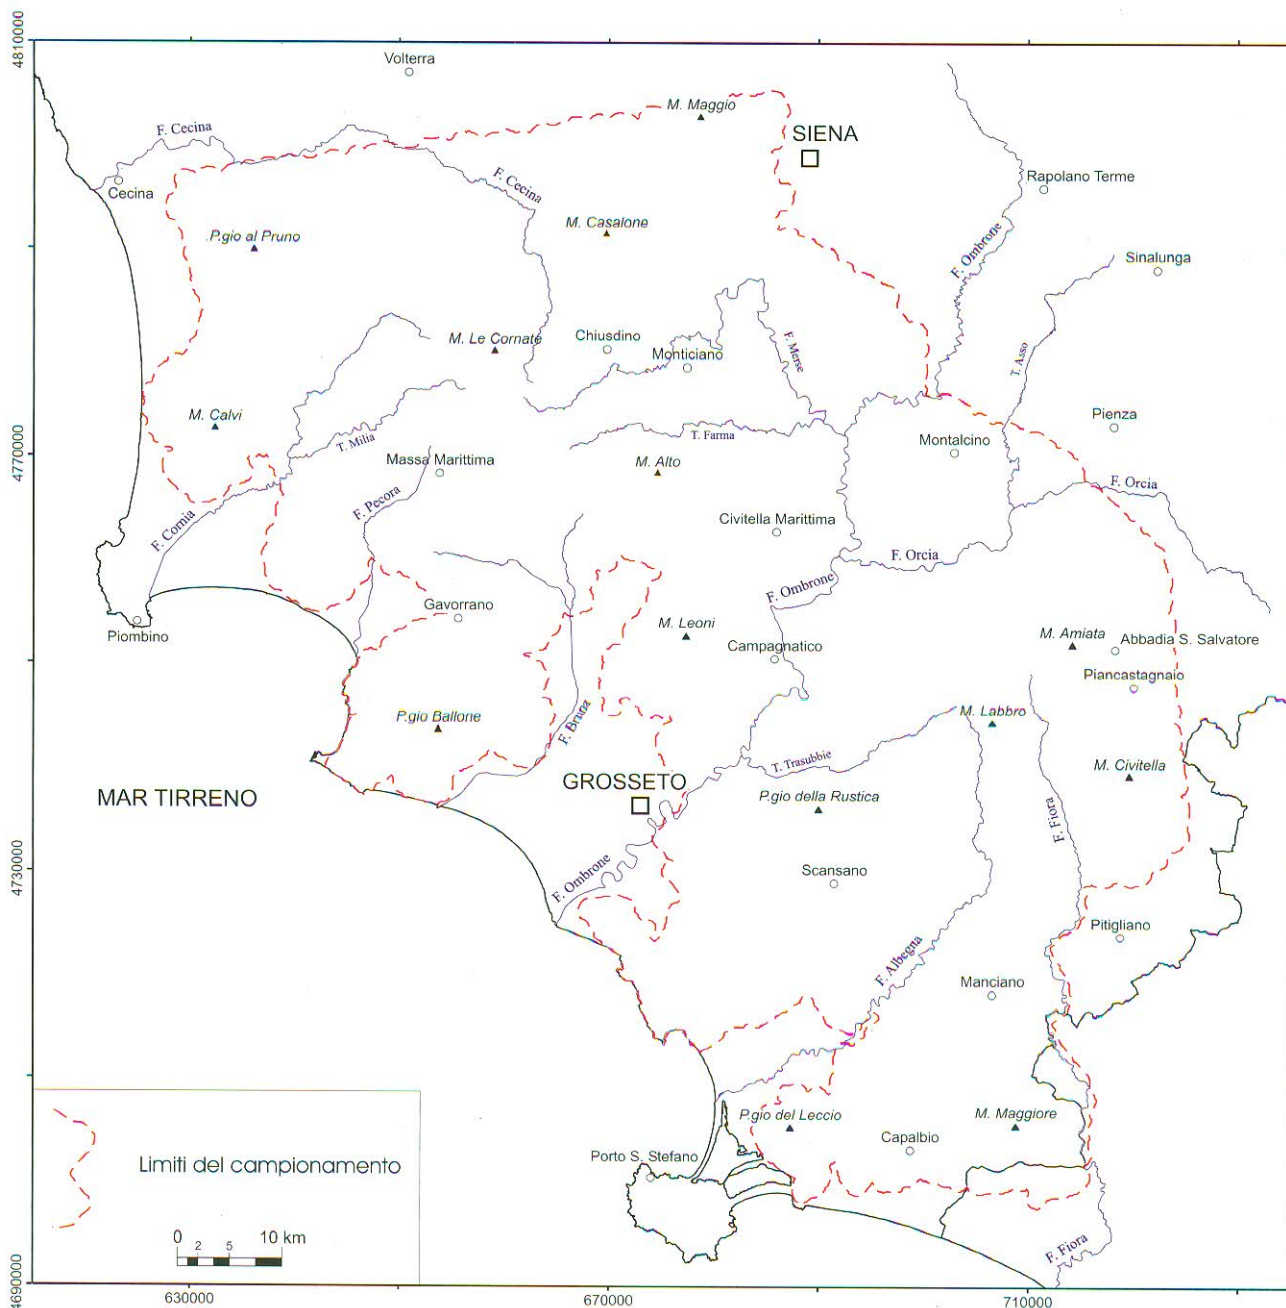 4810000
Volterra
M. Maggio
F. Cecina
SIENA
Cecina
F. Cecina
Rapolano Terme
M. Casalone
P.gio al Pruno
F. Ombrone
Sinalunga
M. Le Cornate
Chiusdino
Monticiano
F. Merse
T. Asso
M. Calvi
Pienza
T. Milia
T. Farma
Montalcino
4770000
Massa Marittima
M. Alto
F. Orcia
F. Pecora
F. Cornia
Civitella Marittima
F. Orcia
F. Ombrone
Gavorrano
Piombino
M. Leoni
M. Amiata
Abbadia S. Salvatore
Campagnatico
Piancastagnaio
P.gio Ballone
F. Bruna
M. Labbro
T. Trasubbie
M. Civitella
GROSSETO
MAR TIRRENO
P.gio della Rustica
F. Fiora
4730000
F. Ombrone
Scansano
Pitigliano
F. Albegna
Manciano
P.gio del Leccio
M. Maggiore
Capalbio
Porto S. Stefano
Limiti del campionamento
0 2 5 10 km
F. Fiora
4690000
630000
670000
710000